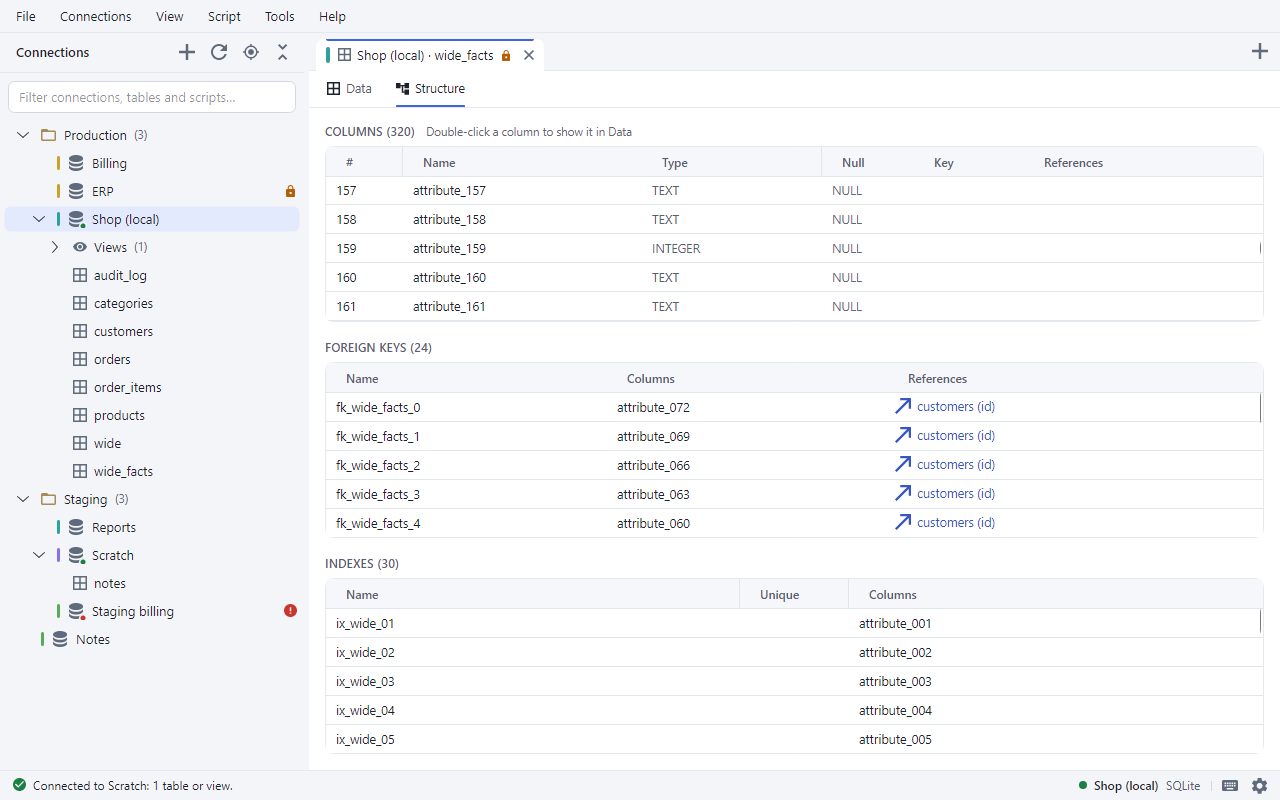 File Connections View Script Tools Help
Connections
Filter connections, tables and scripts...
Production (3)
Billing
ERP
Shop (local)
Views (1)
audit_log
categories
customers
orders
order_items
products
wide
wide_facts
Staging (3)
Reports
Scratch
notes
Staging billing
Notes
Shop (local) · wide_facts
Data Structure
COLUMNS (320) Double-click a column to show it in Data
# Name Type Null Key References
157 attribute_157 TEXT NULL
158 attribute_158 TEXT NULL
159 attribute_159 INTEGER NULL
160 attribute_160 TEXT NULL
161 attribute_161 TEXT NULL
FOREIGN KEYS (24)
Name Columns References
fk_wide_facts_0 attribute_072 customers (id)
fk_wide_facts_1 attribute_069 customers (id)
fk_wide_facts_2 attribute_066 customers (id)
fk_wide_facts_3 attribute_063 customers (id)
fk_wide_facts_4 attribute_060 customers (id)
INDEXES (30)
Name Unique Columns
ix_wide_01 attribute_001
ix_wide_02 attribute_002
ix_wide_03 attribute_003
ix_wide_04 attribute_004
ix_wide_05 attribute_005
Connected to Scratch: 1 table or view. Shop (local) SQLite